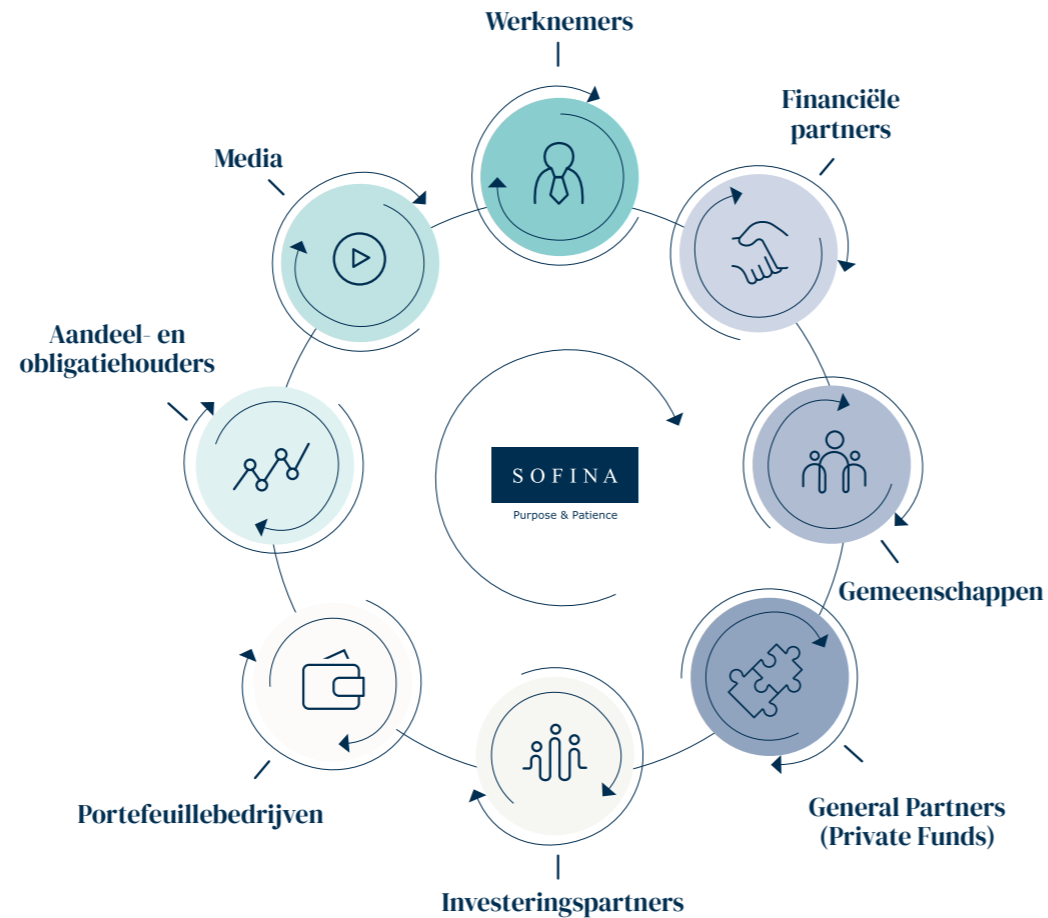 Werknemers
Financiële
partners
Media
Aandeel- en
obligatiehouders
SOFINA
Purpose & Patience
Gemeenschappen
Portefeuillebedrijven
General Partners
(Private Funds)
Investeringspartners